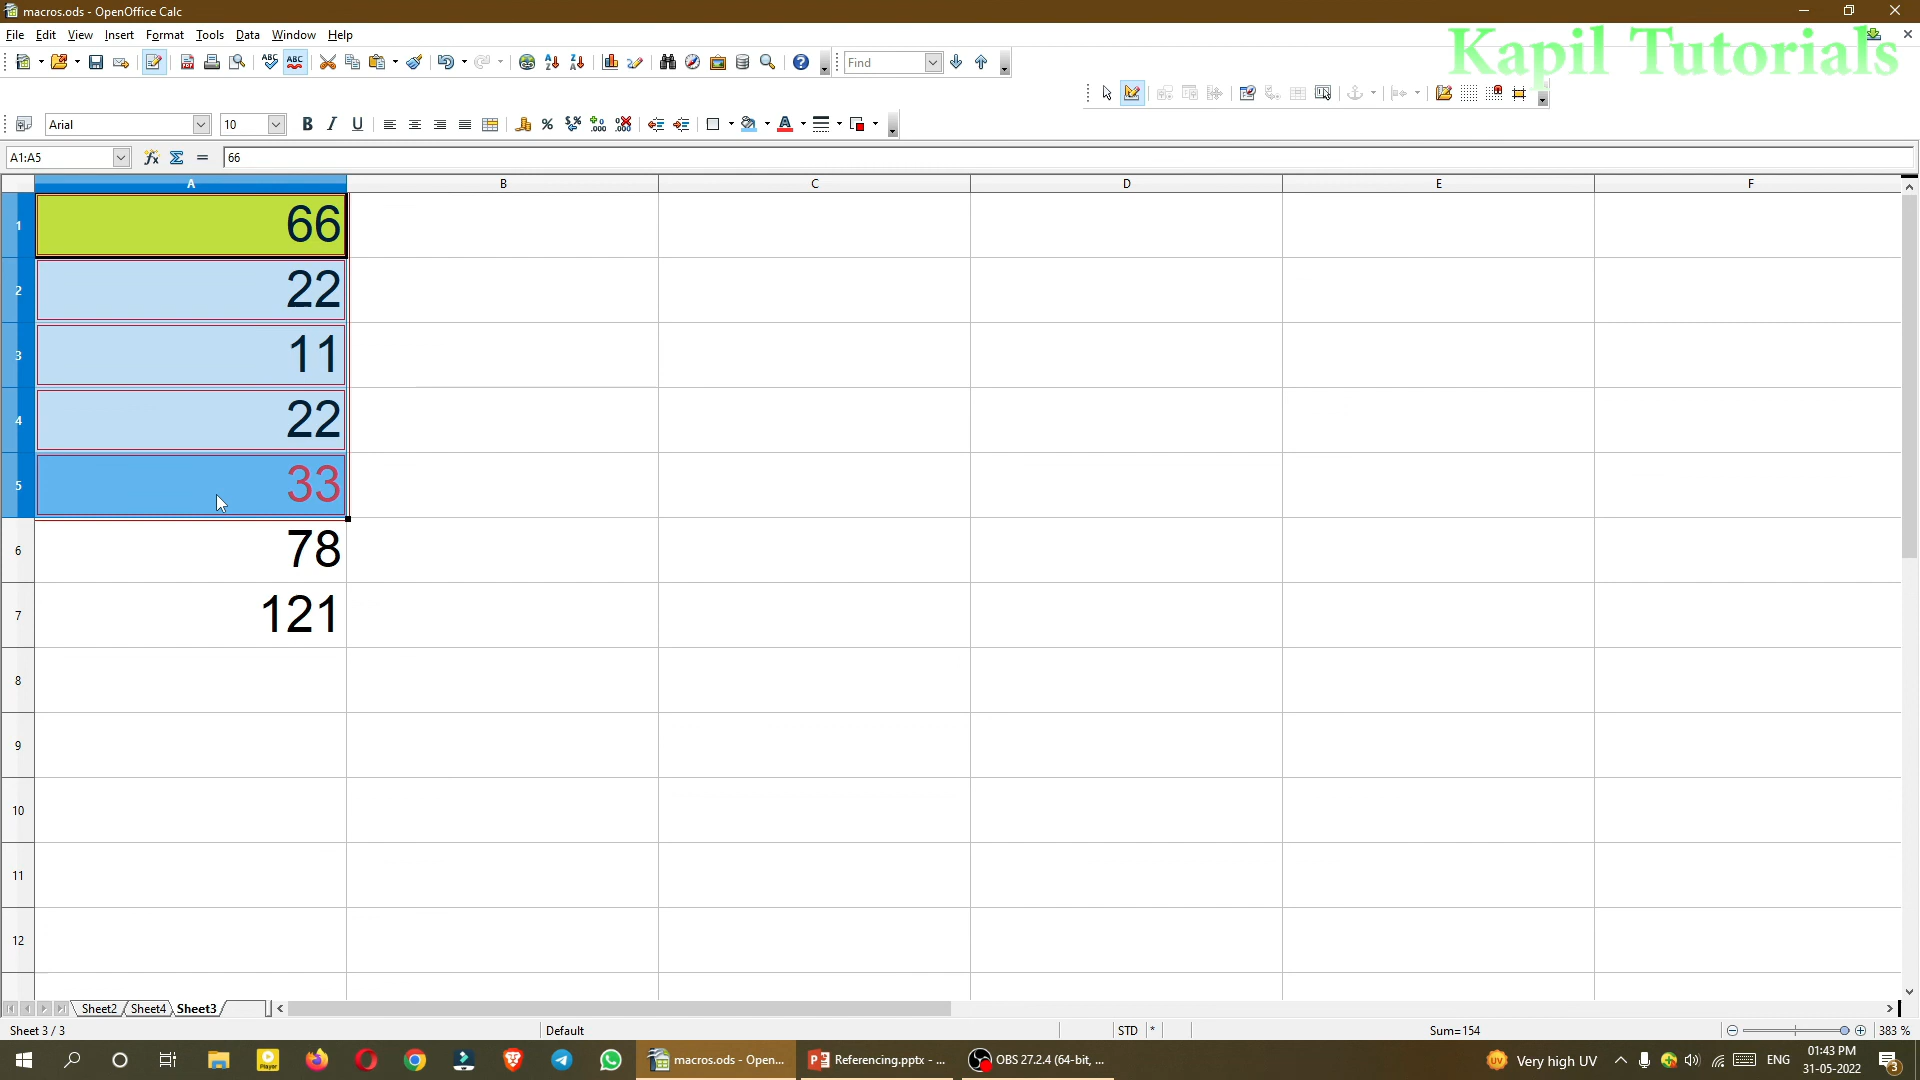 macros.ods - OpenOffice Calc
File Edit View Insert Format Tools Data Window Help
Kapil Tutorials
Find
Arial 10
A1:A5 66
A B C D E F
1 66
2 22
3 11
4 22
5 33
6 78
7 121
8
9
10
11
12
Sheet2 Sheet4 Sheet3
Sheet 3 / 3 Default STD * Sum=154 383 %
macros.ods - Open... Referencing.pptx - ... OBS 27.2.4 (64-bit, ... Very high UV ENG 01:43 PM
31-05-2022 3